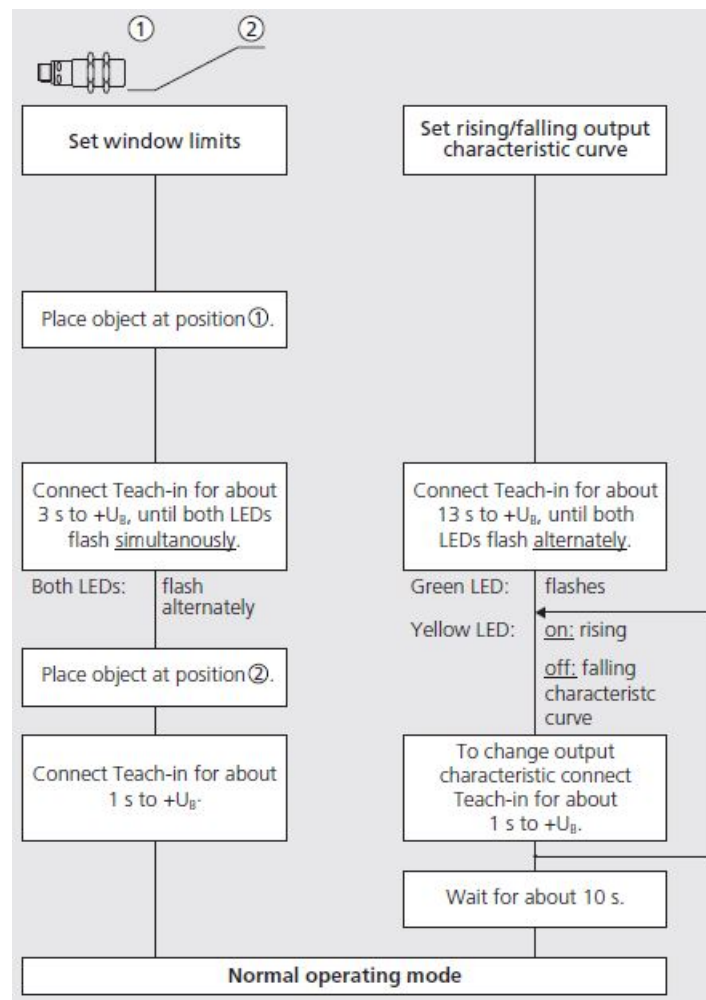 ① ②
Set window limits
Place object at position①.
Connect Teach-in for about
3 s to +U_B, until both LEDs
flash simultanously.
Both LEDs: flash
alternately
Place object at position②.
Connect Teach-in for about
1 s to +U_B.
Set rising/falling output
characteristic curve
Connect Teach-in for about
13 s to +U_B, until both
LEDs flash alternately.
Green LED: flashes
Yellow LED: on: rising
off: falling
characteristc
curve
To change output
characteristic connect
Teach-in for about
1 s to +U_B.
Wait for about 10 s.
Normal operating mode